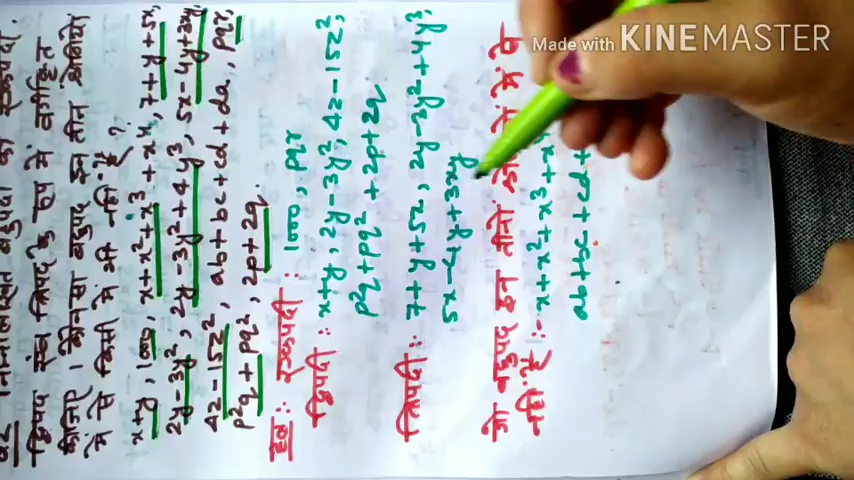 Made with KINEMASTER
निम्नलिखित बहुपदों को एकपदी,
द्विपद एवं त्रिपद के रूप में वर्गीकृत
कीजिए। कौनसा बहुपद इन तीन श्रेणियों
में से किसी में भी नहीं है?
x+y, 1000, x+x²+x³+x⁴, 7+y+5x,
2y-3y², 2y-3y²+4y³, 5x-4y+3xy,
4z-15z², ab+bc+cd+da, pqr,
p²q+pq², 2p+2q.
हल: एकपदी: 1000, pqr
द्विपदी: x+y, 2y-3y², 4z-15z²,
p²q+pq², 2p+2q
त्रिपदी:- 7+y+5x, 2y-3y²+4y³,
5x-4y+3xy
जो बहुपद इन तीनों में से
नहीं है:- x+x²+x³+x
ab+bc+cd+